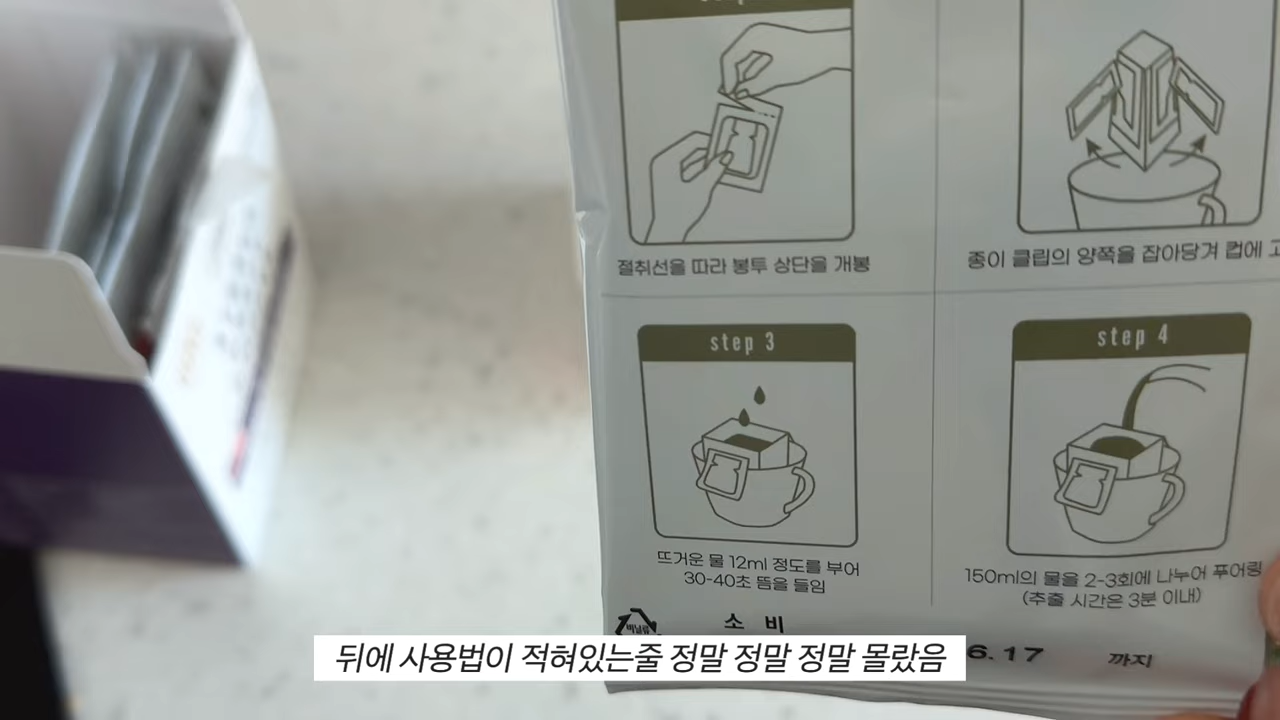 절취선을 따라 봉투 상단을 개봉
종이 클립의 양쪽을 잡아당겨 컵에
step 3
step 4
뜨거운 물 12ml 정도를 부어
30-40초 뜸을 들임
150ml의 물을 2-3회에 나누어 푸어링
(추출 시간은 3분 이내)
비닐류
소 비
6.17 까지
뒤에 사용법이 적혀있는줄 정말 정말 정말 몰랐음